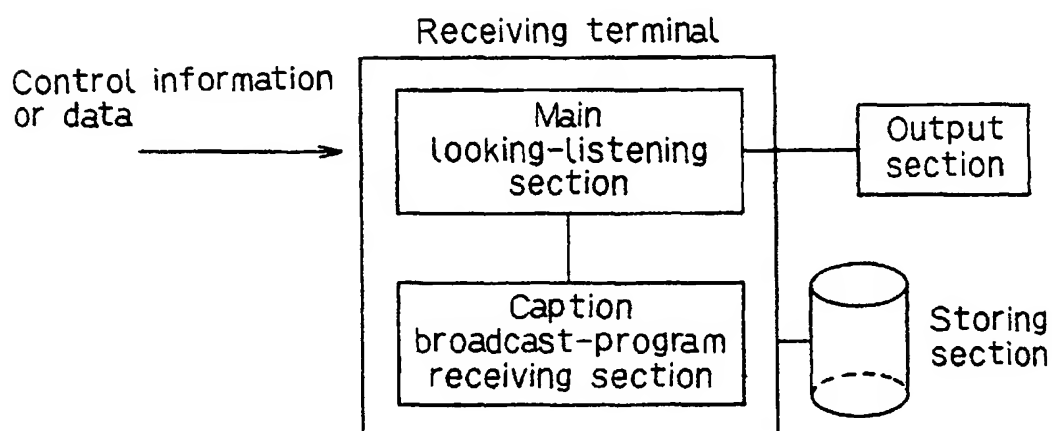 Receiving terminal
Control information
or data
Main
looking-listening
section
Output
section
Caption
broadcast-program
receiving section
Storing
section